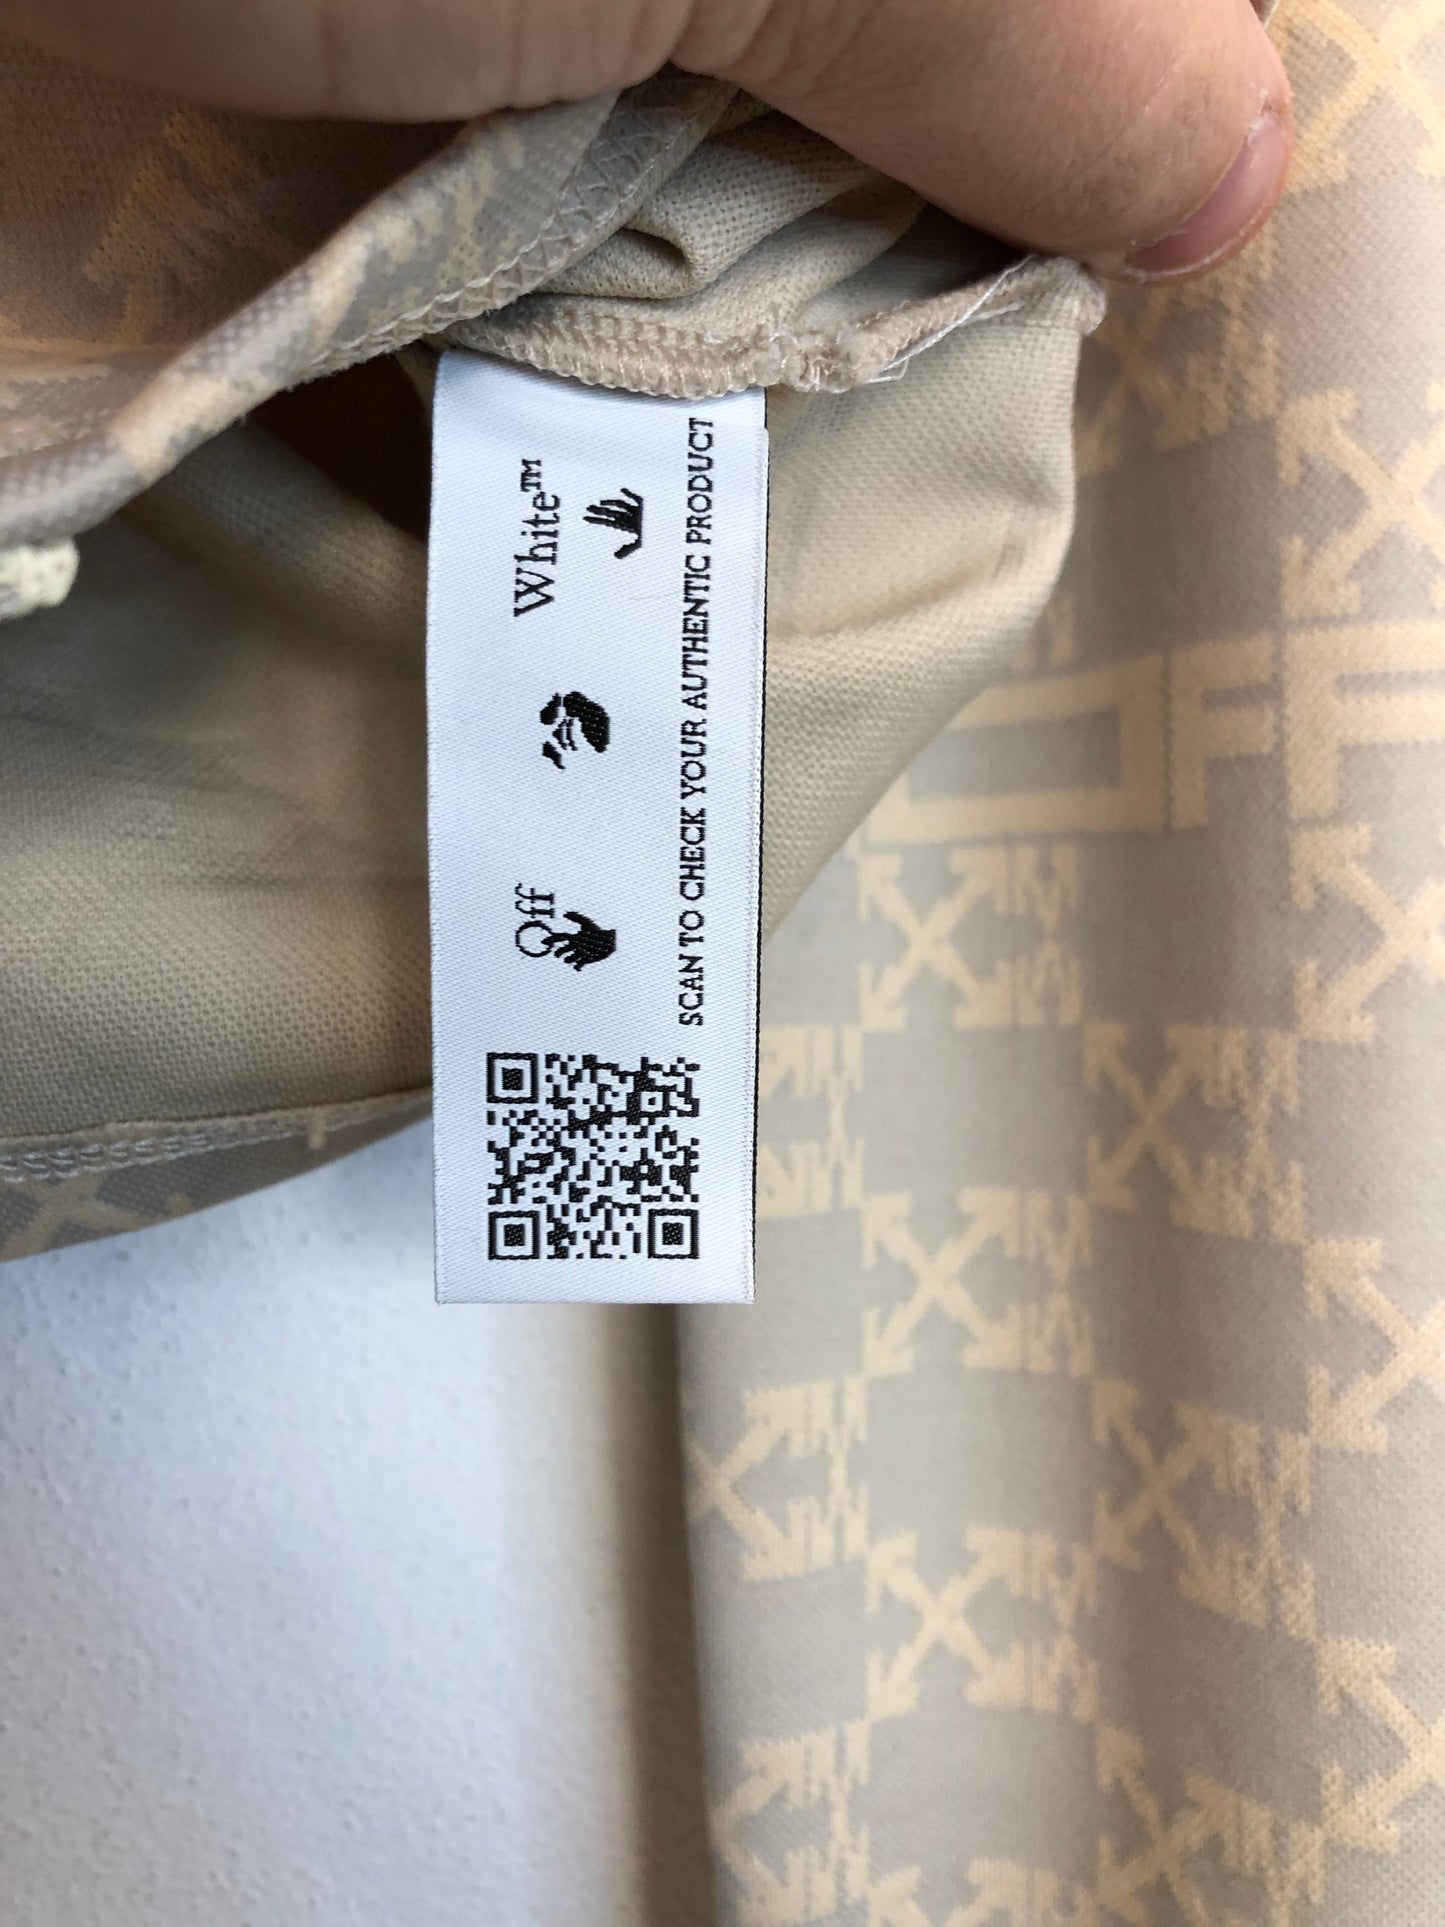 Off White™
SCAN TO CHECK YOUR AUTHENTIC PRODUCT